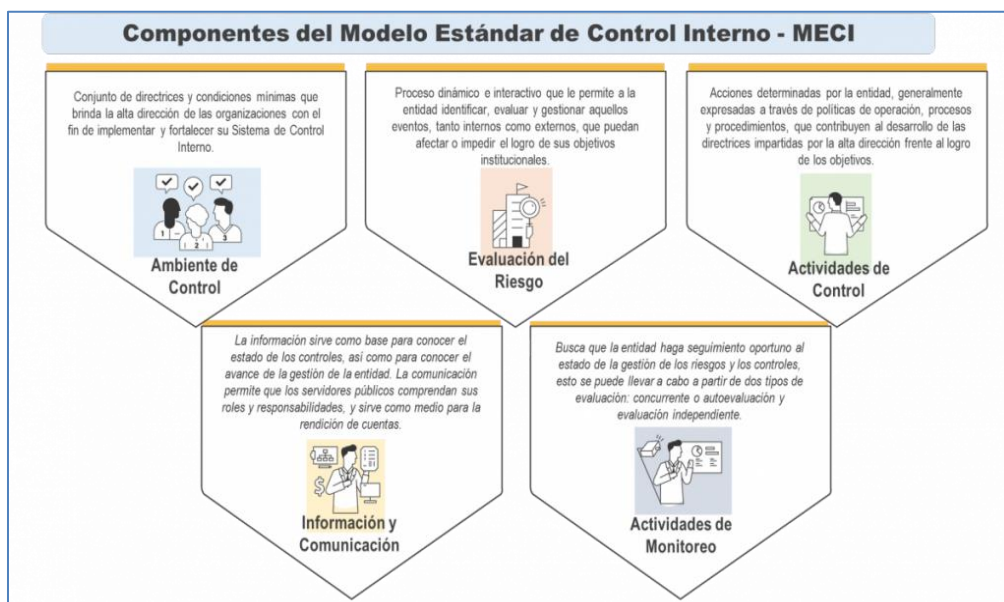 Componentes del Modelo Estándar de Control Interno - MECI
Conjunto de directrices y condiciones mínimas que
brinda la alta dirección de las organizaciones con el
fin de implementar y fortalecer su Sistema de Control
Interno.
1
2
3
Ambiente de
Control
Proceso dinámico e interactivo que le permite a la
entidad identificar, evaluar y gestionar aquellos
eventos, tanto internos como externos, que puedan
afectar o impedir el logro de sus objetivos
institucionales.
Evaluación del
Riesgo
Acciones determinadas por la entidad, generalmente
expresadas a través de políticas de operación, procesos
y procedimientos, que contribuyen al desarrollo de las
directrices impartidas por la alta dirección frente al logro
de los objetivos.
Actividades de
Control
La información sirve como base para conocer el
estado de los controles, así como para conocer el
avance de la gestión de la entidad. La comunicación
permite que los servidores públicos comprendan sus
roles y responsabilidades, y sirve como medio para la
rendición de cuentas.
$
Información y
Comunicación
Busca que la entidad haga seguimiento oportuno al
estado de la gestión de los riesgos y los controles,
esto se puede llevar a cabo a partir de dos tipos de
evaluación: concurrente o autoevaluación y
evaluación independiente.
Actividades de
Monitoreo